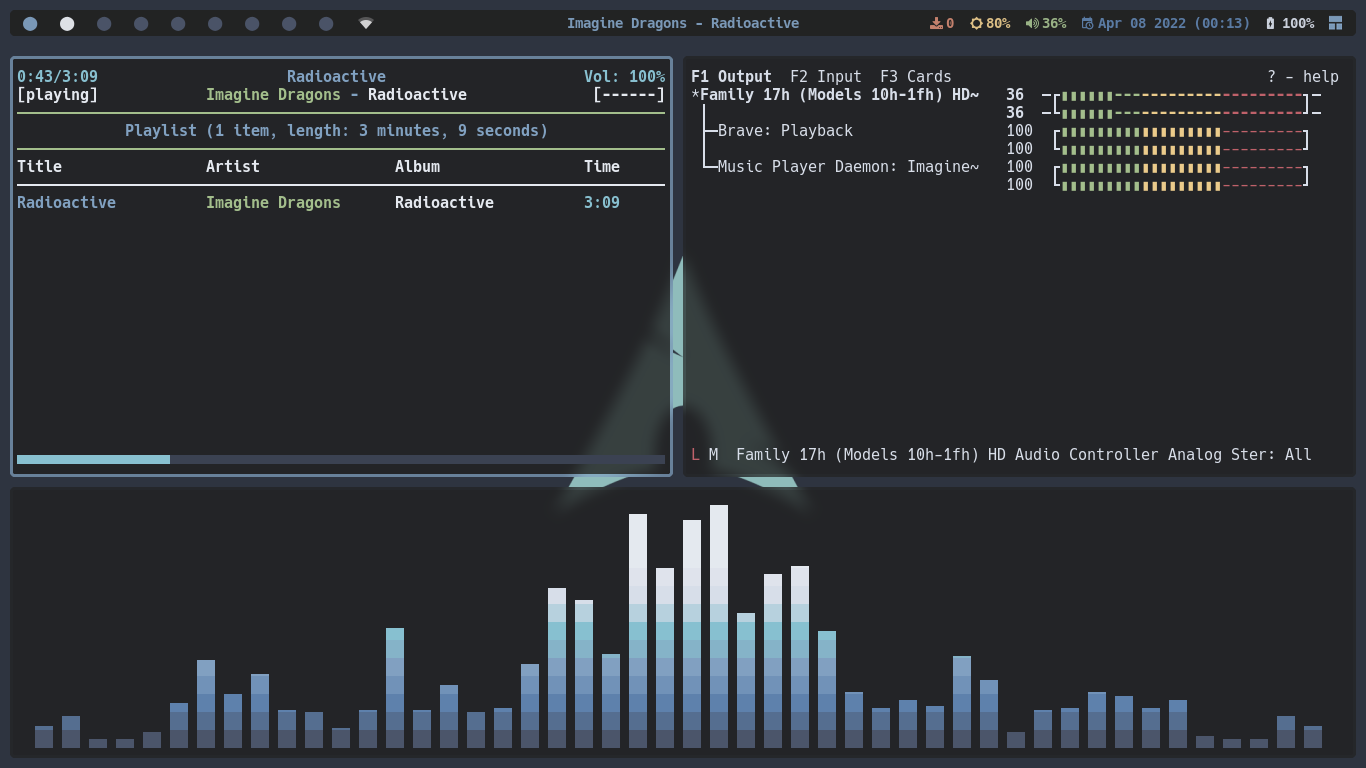 Imagine Dragons - Radioactive 0 80% 36% Apr 08 2022 (00:13) 100%
0:43/3:09 Radioactive Vol: 100%
[playing] Imagine Dragons - Radioactive [------]
Playlist (1 item, length: 3 minutes, 9 seconds)
Title Artist Album Time
Radioactive Imagine Dragons Radioactive 3:09
F1 Output F2 Input F3 Cards ? - help
*Family 17h (Models 10h-1fh) HD~ 36
36
Brave: Playback 100
100
Music Player Daemon: Imagine~ 100
100
L M Family 17h (Models 10h-1fh) HD Audio Controller Analog Ster: All